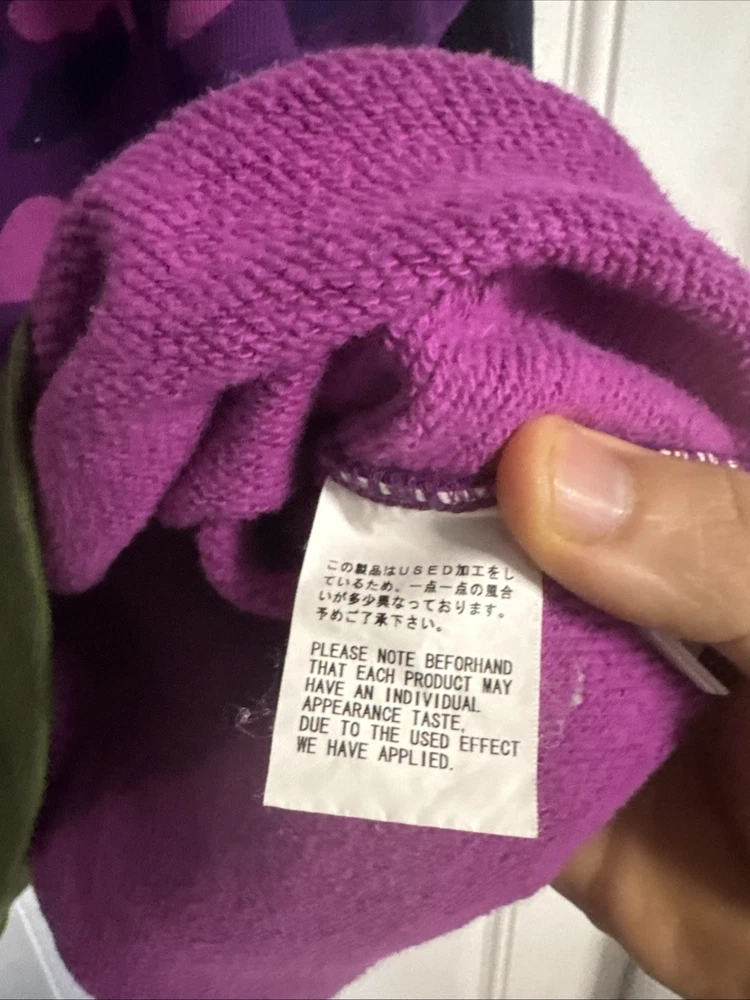 この製品はＵＳＥＤ加工をし
ているため、一点一点の風合
いが多少異なっております。
予めご了承下さい。
PLEASE NOTE BEFORHAND
THAT EACH PRODUCT MAY
HAVE AN INDIVIDUAL
APPEARANCE TASTE,
DUE TO THE USED EFFECT
WE HAVE APPLIED.